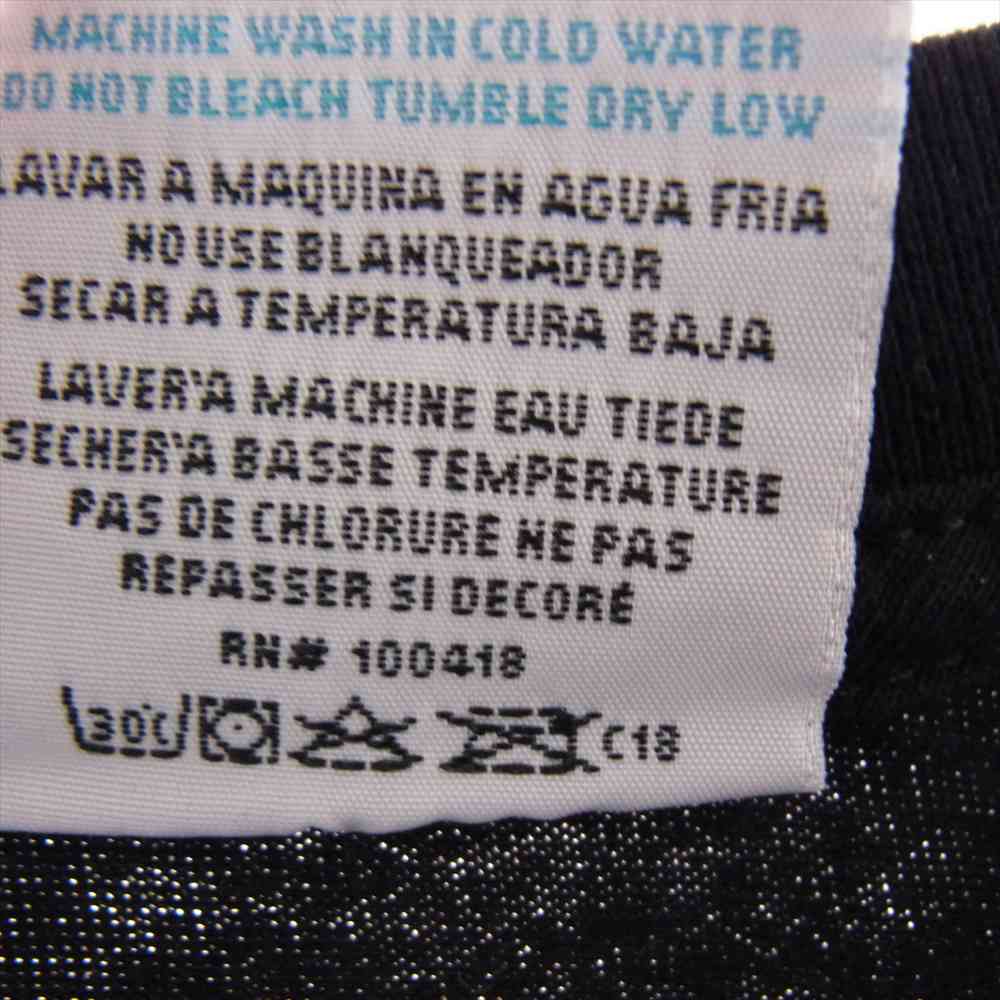 MACHINE WASH IN COLD WATER
DO NOT BLEACH TUMBLE DRY LOW
LAVAR A MAQUINA EN AGUA FRIA
NO USE BLANQUEADOR
SECAR A TEMPERATURA BAJA
LAVER'A MACHINE EAU TIEDE
SECHER'A BASSE TEMPERATURE
PAS DE CHLORURE NE PAS
REPASSER SI DECORÉ
RN# 100418
30C C18